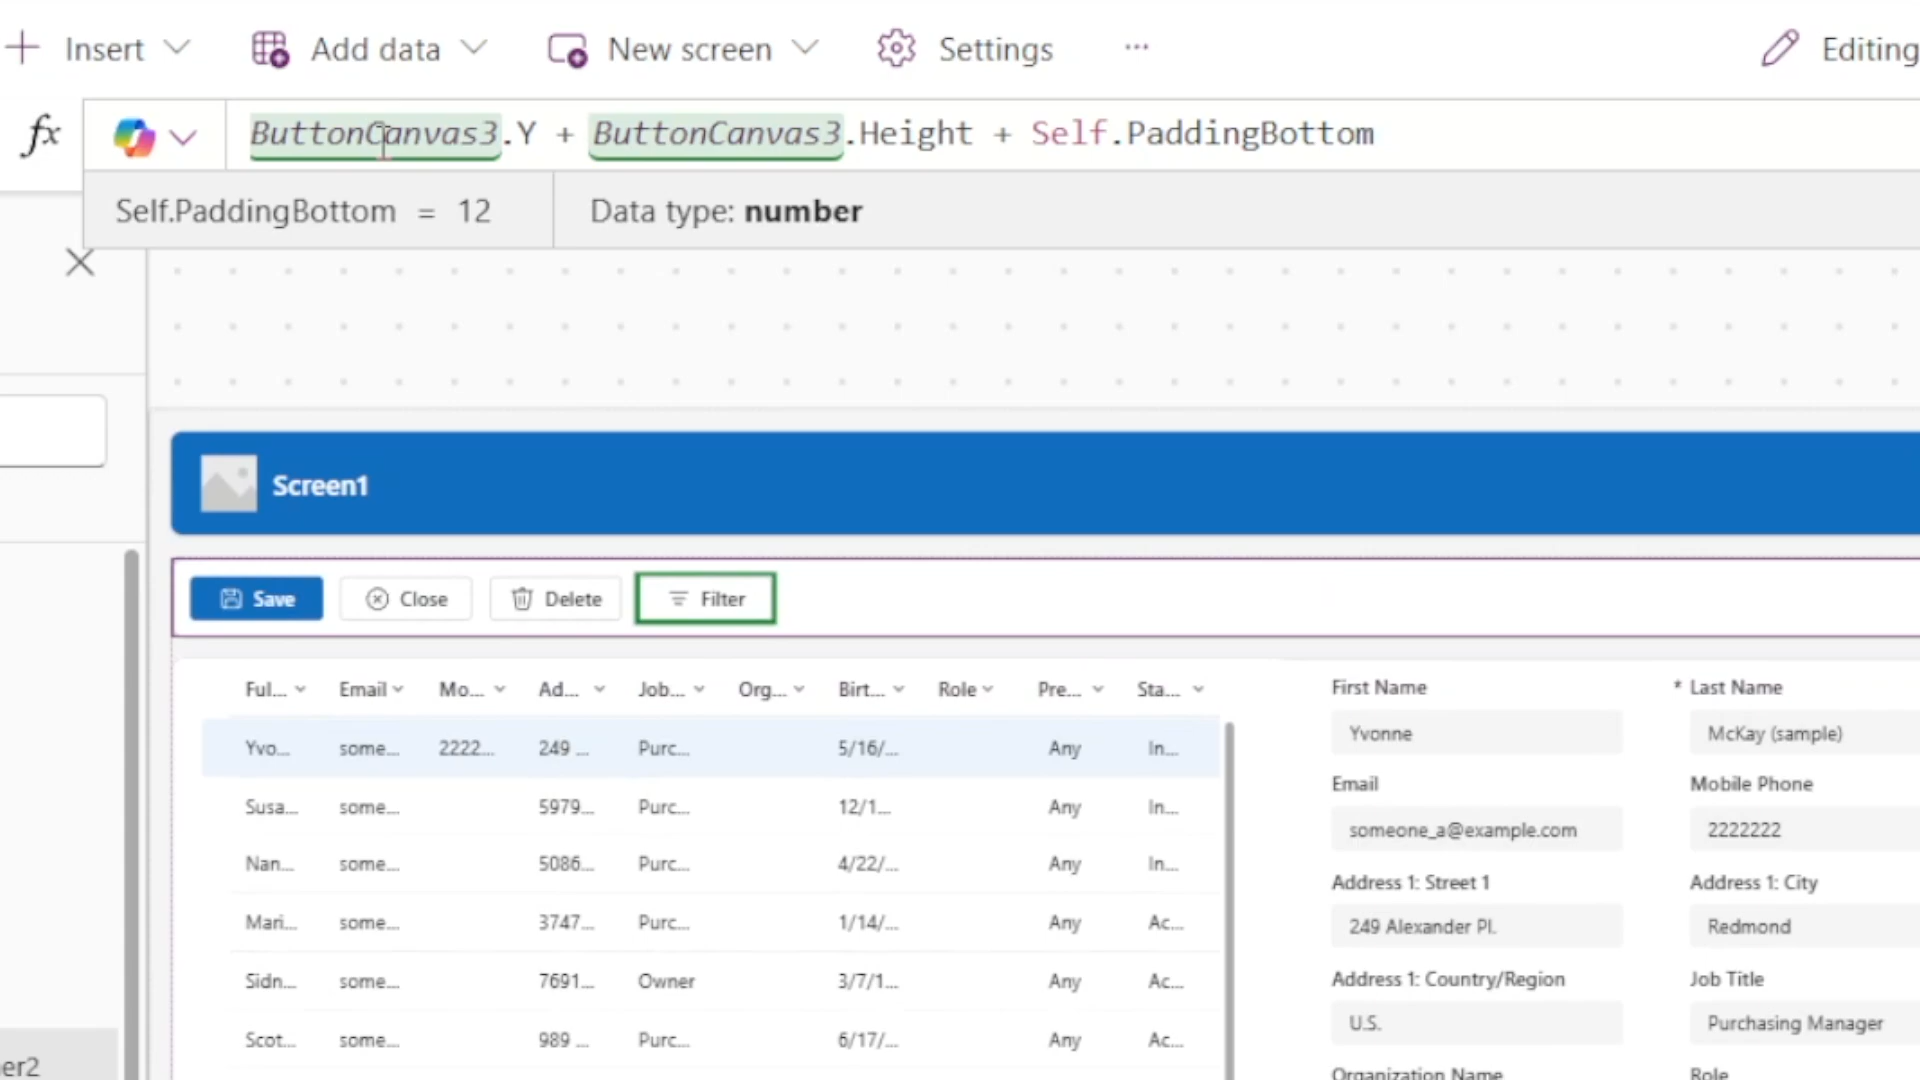 Insert Add data New screen Settings ... Editing
fx ButtonCanvas3.Y + ButtonCanvas3.Height + Self.PaddingBottom
Self.PaddingBottom = 12 Data type: number
Screen1
Save Close Delete Filter
Ful... Email Mo... Ad... Job... Org... Birt... Role Pre... Sta...
Yvo... some... 2222... 249 ... Purc... 5/16/... Any In...
Susa... some... 5979... Purc... 12/1... Any In...
Nan... some... 5086... Purc... 4/22/... Any In...
Mari... some... 3747... Purc... 1/14/... Any Ac...
Sidn... some... 7691... Owner 3/7/1... Any Ac...
Scot... some... 989 ... Purc... 6/17/... Any Ac...
First Name * Last Name
Yvonne McKay (sample)
Email Mobile Phone
someone_a@example.com 2222222
Address 1: Street 1 Address 1: City
249 Alexander Pl. Redmond
Address 1: Country/Region Job Title
U.S. Purchasing Manager
Organization Name Role
er2